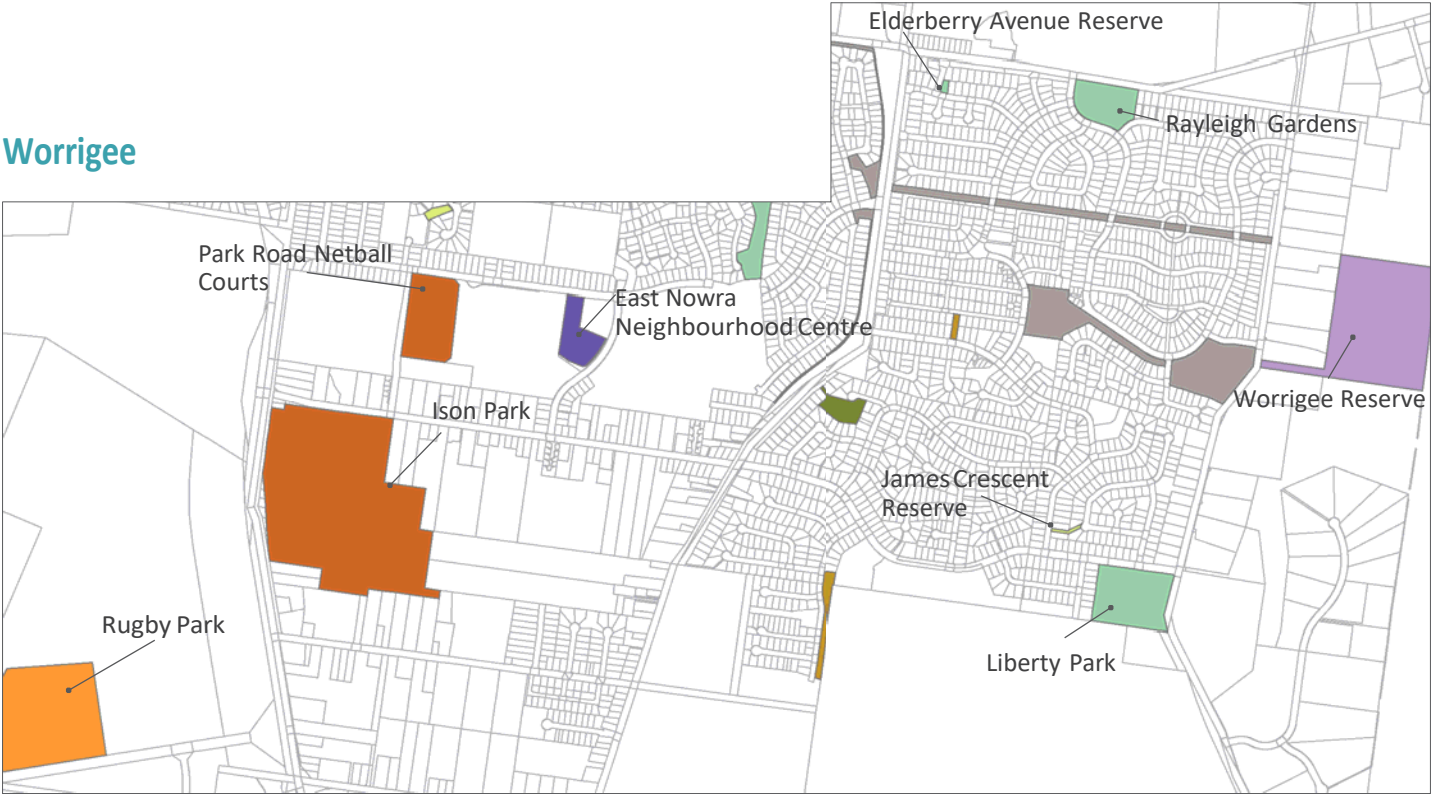 Elderberry Avenue Reserve
Rayleigh Gardens
Worrigee
Park Road Netball
Courts
East Nowra
Neighbourhood Centre
Worrigee Reserve
Ison Park
James Crescent
Reserve
Rugby Park
Liberty Park